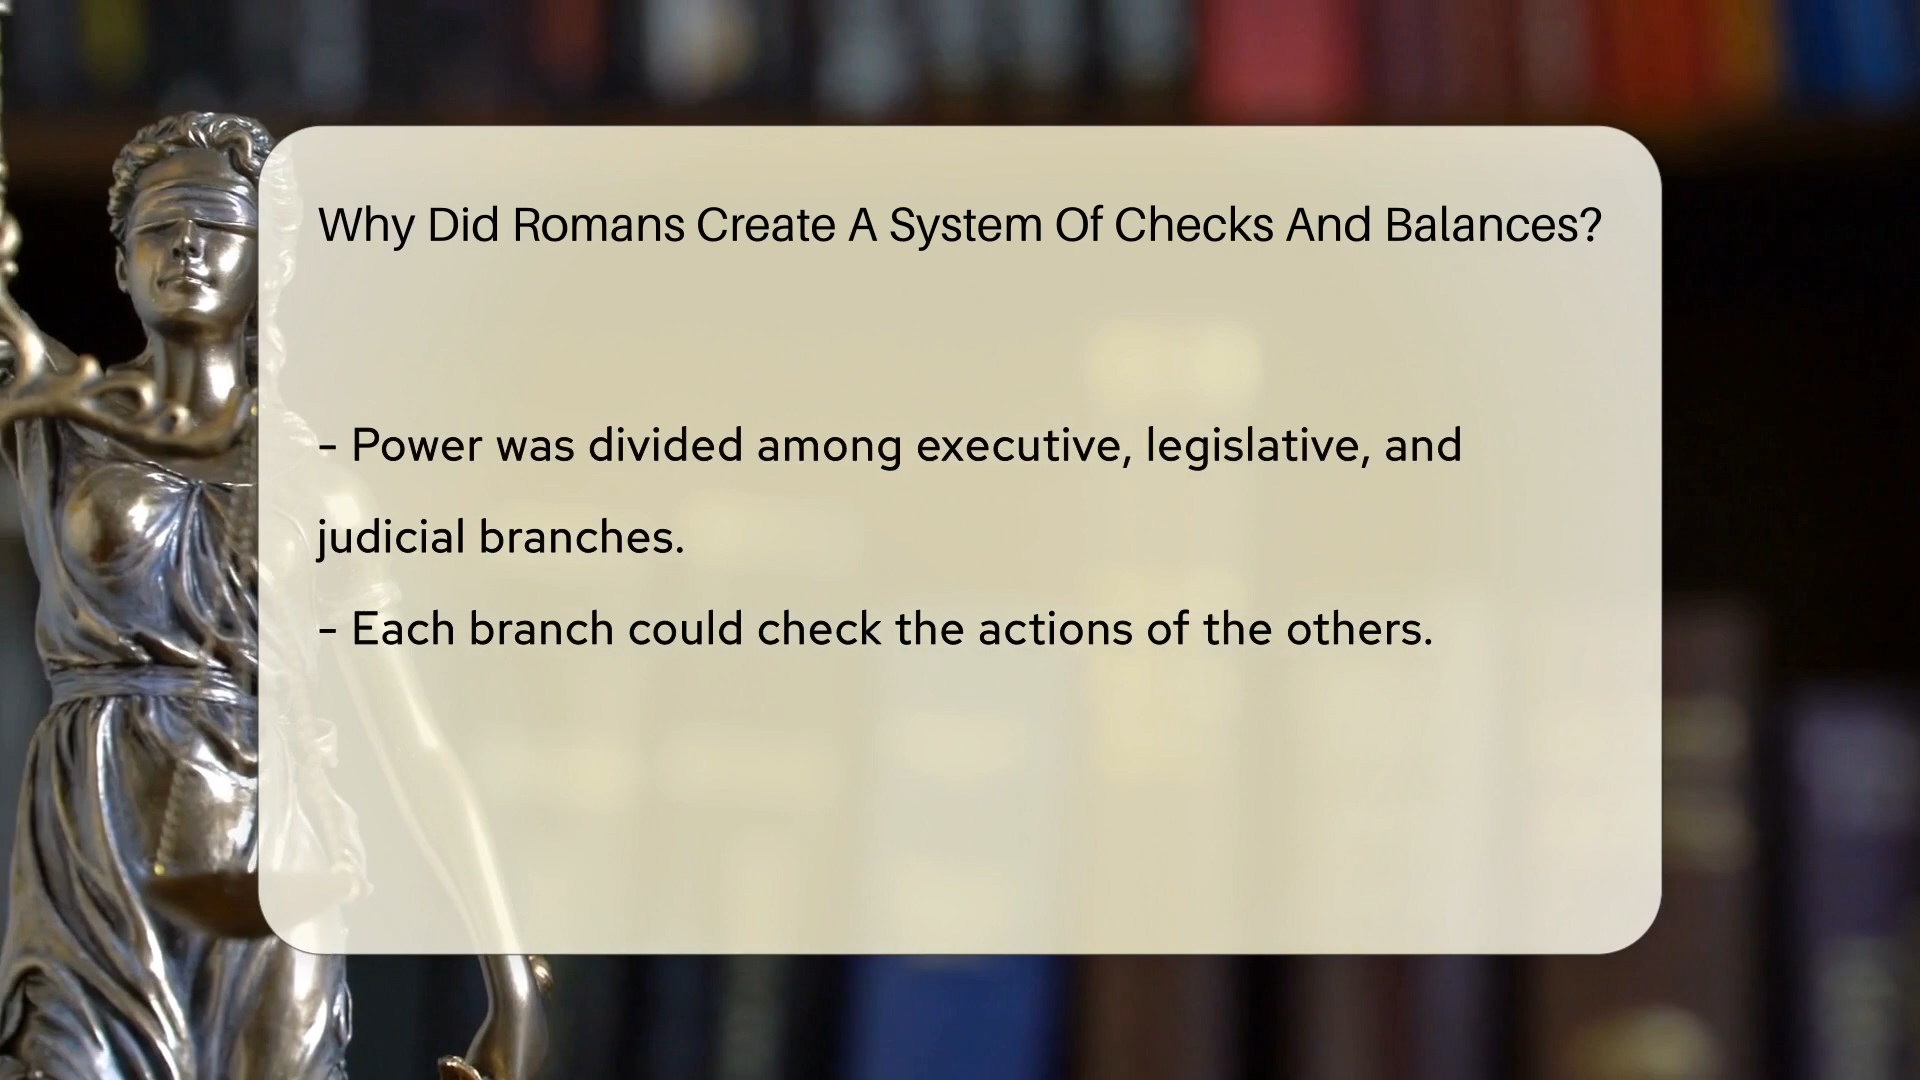 Why Did Romans Create A System Of Checks And Balances?
- Power was divided among executive, legislative, and
judicial branches.
- Each branch could check the actions of the others.